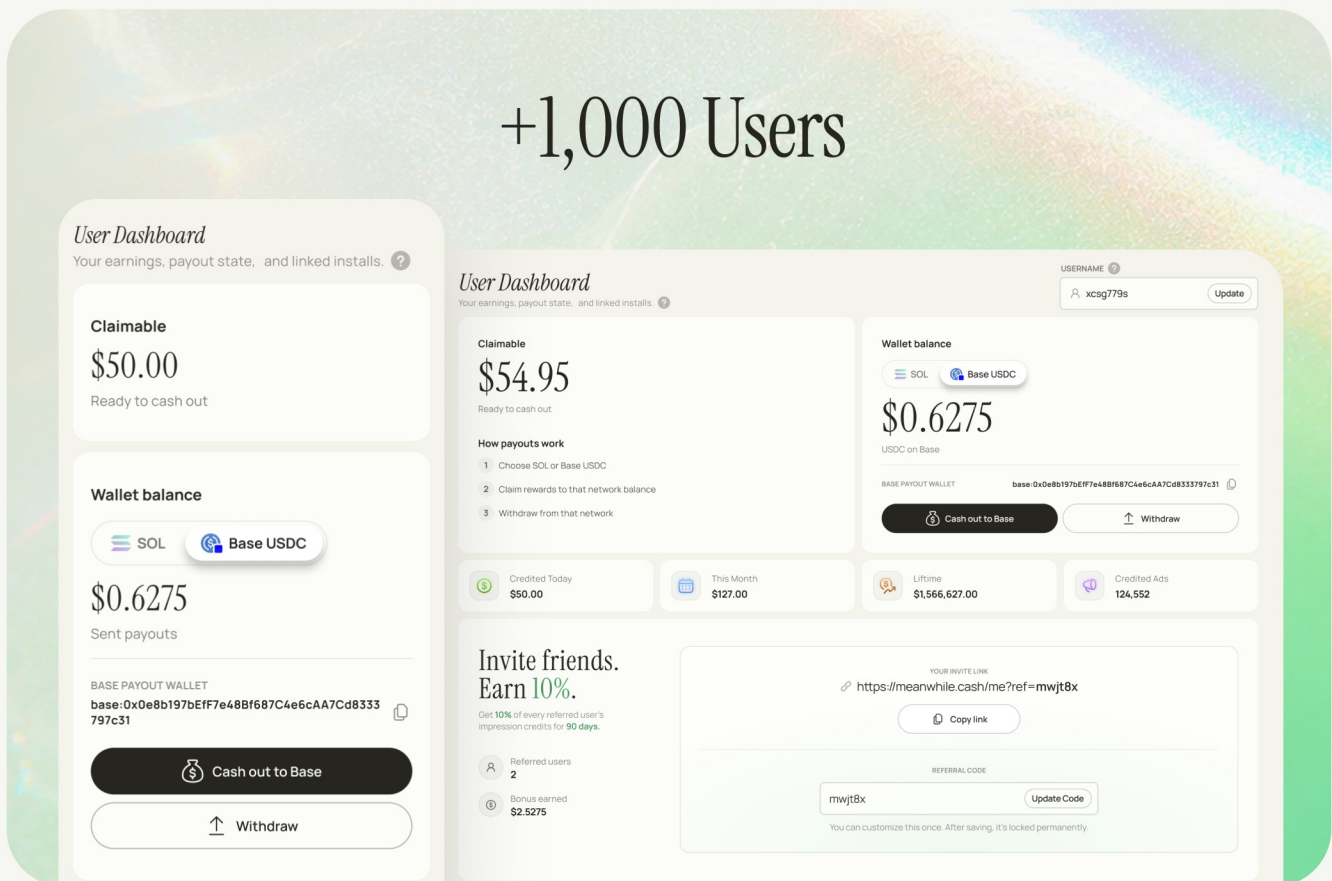 +1,000 Users
User Dashboard
Your earnings, payout state, and linked installs. ?
Claimable
$50.00
Ready to cash out
Wallet balance
SOL
Base USDC
$0.6275
Sent payouts
BASE PAYOUT WALLET
base:0x0e8b197bEfF7e48Bf687C4e6cAA7Cd8333
797c31
Cash out to Base
Withdraw
User Dashboard
Your earnings, payout state, and linked installs. ?
USERNAME ?
xcsg779s
Update
Claimable
$54.95
Ready to cash out
How payouts work
1 Choose SOL or Base USDC
2 Claim rewards to that network balance
3 Withdraw from that network
Wallet balance
SOL
Base USDC
$0.6275
USDC on Base
BASE PAYOUT WALLET
base:0x0e8b197bEfF7e48Bf687C4e6cAA7Cd8333797c31
Cash out to Base
Withdraw
Credited Today
$50.00
This Month
$127.00
Liftime
$1,566,627.00
Credited Ads
124,552
Invite friends.
Earn 10%.
Get 10% of every referred user's
impression credits for 90 days.
Referred users
2
Bonus earned
$2.5275
YOUR INVITE LINK
https://meanwhile.cash/me?ref=mwjt8x
Copy link
REFERRAL CODE
mwjt8x
Update Code
You can customize this once. After saving, it's locked permanently.